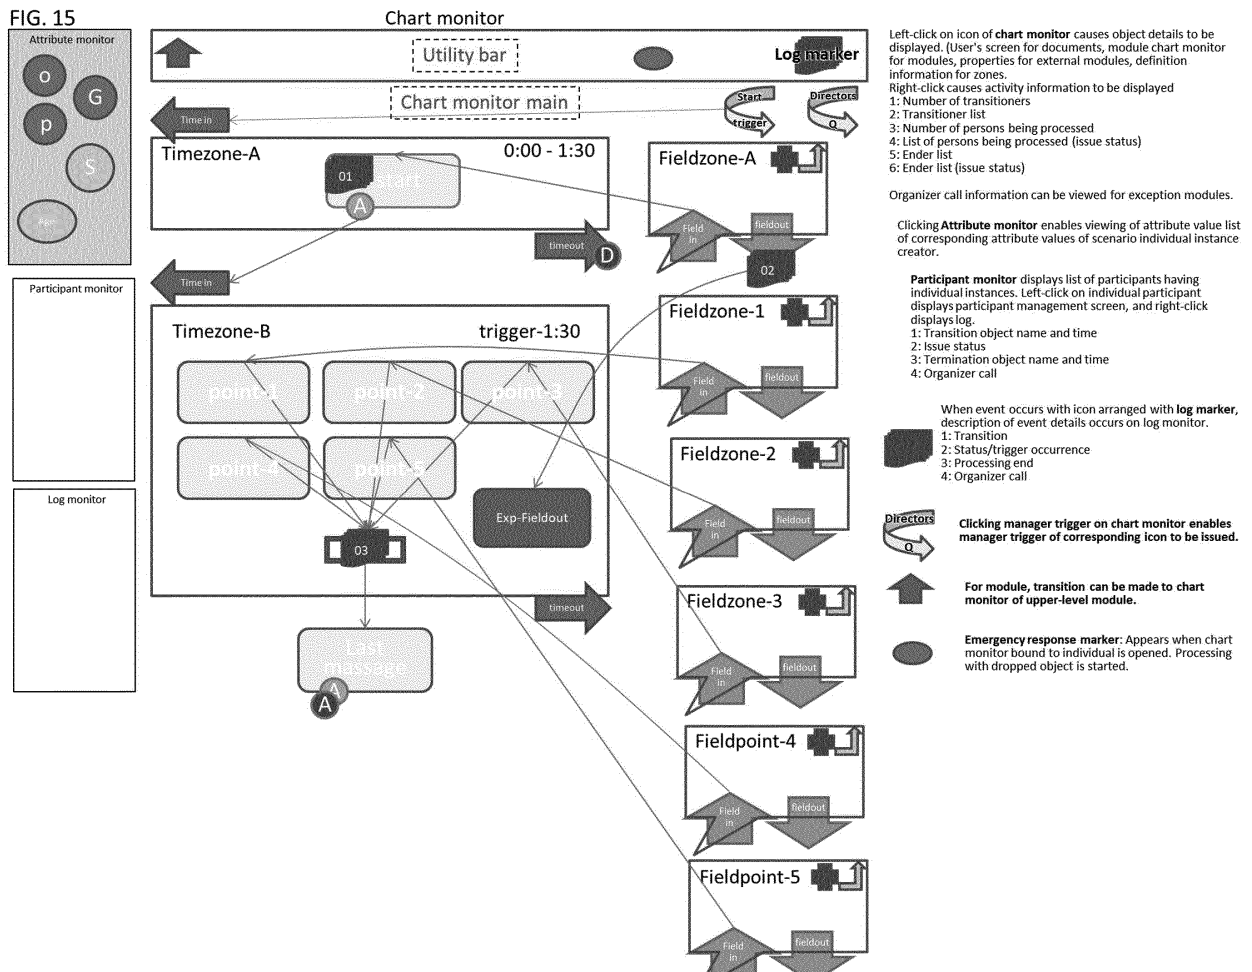 FIG. 15
Chart monitor
Attribute monitor
O
G
p
S
Utility bar
Log marker
Chart monitor main
Start
trigger
Directors
Q
Time in
Timezone-A
0:00 - 1:30
01
start
A
timeout
D
Fieldzone-A
Field
in
fieldout
02
Time in
Participant monitor
Timezone-B
trigger-1:30
point-1
point-2
point-3
point-4
point-5
Exp-Fieldout
03
timeout
Last
massage
A
A
Log monitor
Fieldzone-1
Field
in
fieldout
Fieldzone-2
Field
in
fieldout
Fieldzone-3
Field
in
fieldout
Fieldpoint-4
Field
in
fieldout
Fieldpoint-5
Field
in
fieldout
Left-click on icon of chart monitor causes object details to be
displayed. (User's screen for documents, module chart monitor
for modules, properties for external modules, definition
information for zones.
Right-click causes activity information to be displayed
1: Number of transitioners
2: Transitioner list
3: Number of persons being processed
4: List of persons being processed (issue status)
5: Ender list
6: Ender list (issue status)
Organizer call information can be viewed for exception modules.
Clicking Attribute monitor enables viewing of attribute value list
of corresponding attribute values of scenario individual instance
creator.
Participant monitor displays list of participants having
individual instances. Left-click on individual participant
displays participant management screen, and right-click
displays log.
1: Transition object name and time
2: Issue status
3: Termination object name and time
4: Organizer call
When event occurs with icon arranged with log marker,
description of event details occurs on log monitor.
1: Transition
2: Status/trigger occurrence
3: Processing end
4: Organizer call
Directors
Q
Clicking manager trigger on chart monitor enables
manager trigger of corresponding icon to be issued.
For module, transition can be made to chart
monitor of upper-level module.
Emergency response marker: Appears when chart
monitor bound to individual is opened. Processing
with dropped object is started.